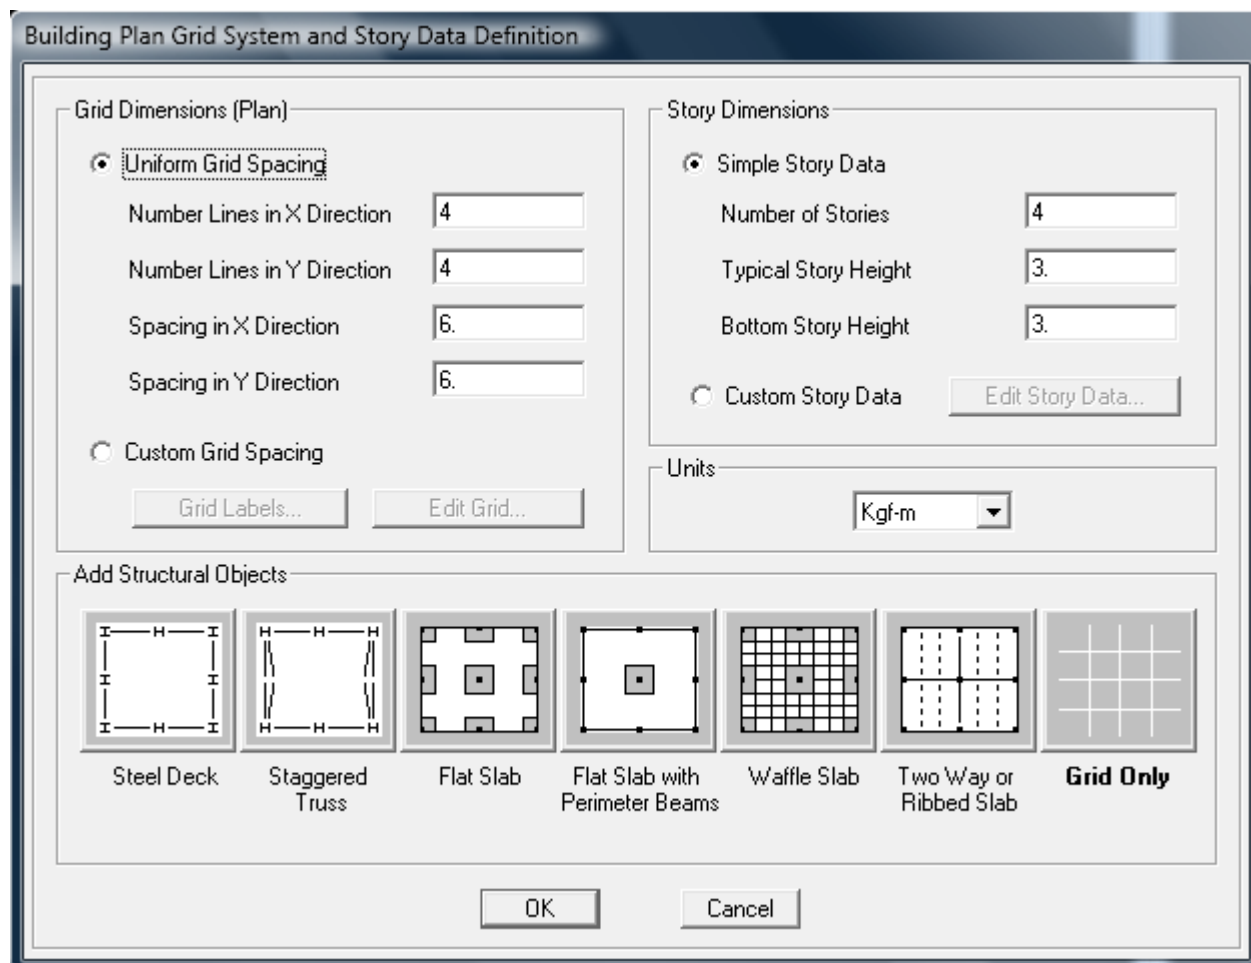 Building Plan Grid System and Story Data Definition
Grid Dimensions (Plan)
Uniform Grid Spacing
Number Lines in X Direction 4
Number Lines in Y Direction 4
Spacing in X Direction 6.
Spacing in Y Direction 6.
Custom Grid Spacing
Grid Labels... Edit Grid...
Story Dimensions
Simple Story Data
Number of Stories 4
Typical Story Height 3.
Bottom Story Height 3.
Custom Story Data Edit Story Data...
Units
Kgf-m
Add Structural Objects
Steel Deck
Staggered
Truss
Flat Slab
Flat Slab with
Perimeter Beams
Waffle Slab
Two Way or
Ribbed Slab
Grid Only
OK Cancel